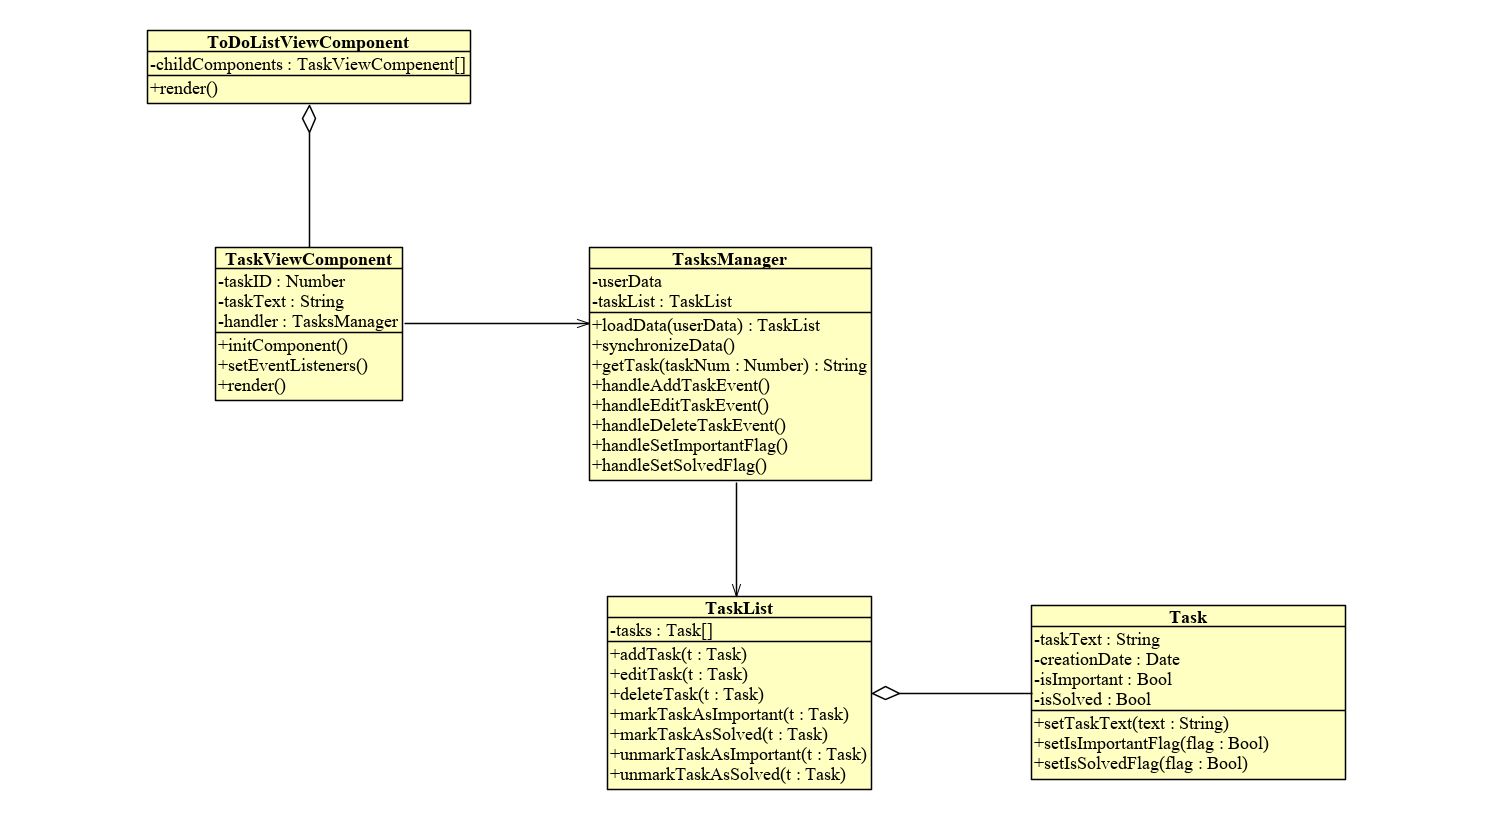 ToDoListViewComponent
-childComponents : TaskViewCompenent[]
+render()
TaskViewComponent
-taskID : Number
-taskText : String
-handler : TasksManager
+initComponent()
+setEventListeners()
+render()
TasksManager
-userData
-taskList : TaskList
+loadData(userData) : TaskList
+synchronizeData()
+getTask(taskNum : Number) : String
+handleAddTaskEvent()
+handleEditTaskEvent()
+handleDeleteTaskEvent()
+handleSetImportantFlag()
+handleSetSolvedFlag()
TaskList
-tasks : Task[]
+addTask(t : Task)
+editTask(t : Task)
+deleteTask(t : Task)
+markTaskAsImportant(t : Task)
+markTaskAsSolved(t : Task)
+unmarkTaskAsImportant(t : Task)
+unmarkTaskAsSolved(t : Task)
Task
-taskText : String
-creationDate : Date
-isImportant : Bool
-isSolved : Bool
+setTaskText(text : String)
+setIsImportantFlag(flag : Bool)
+setIsSolvedFlag(flag : Bool)